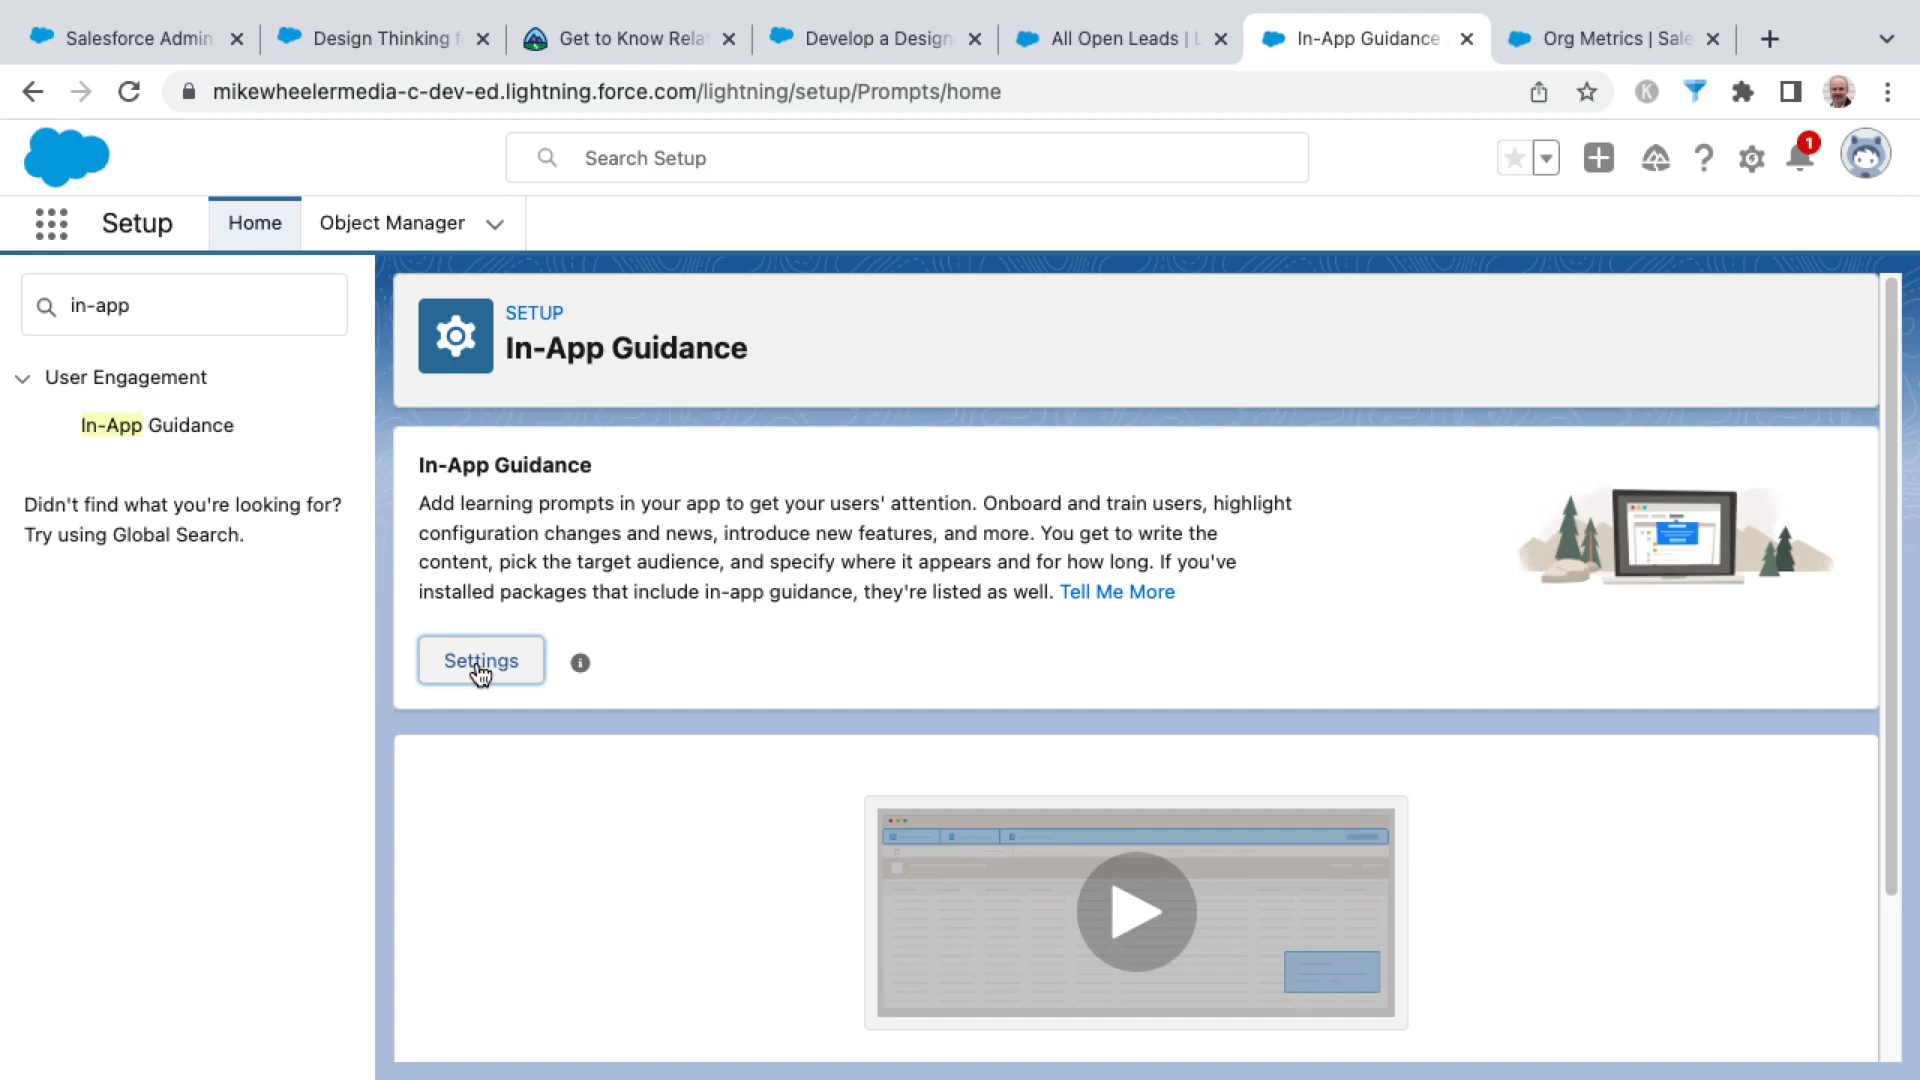 Salesforce Admin
Design Thinking f
Get to Know Rela
Develop a Design
All Open Leads | L
In-App Guidance
Org Metrics | Sale
mikewheelermedia-c-dev-ed.lightning.force.com/lightning/setup/Prompts/home
K
Search Setup
1
Setup
Home
Object Manager
in-app
User Engagement
In-App Guidance
Didn't find what you're looking for?
Try using Global Search.
SETUP
In-App Guidance
In-App Guidance
Add learning prompts in your app to get your users' attention. Onboard and train users, highlight
configuration changes and news, introduce new features, and more. You get to write the
content, pick the target audience, and specify where it appears and for how long. If you've
installed packages that include in-app guidance, they're listed as well. Tell Me More
Settings